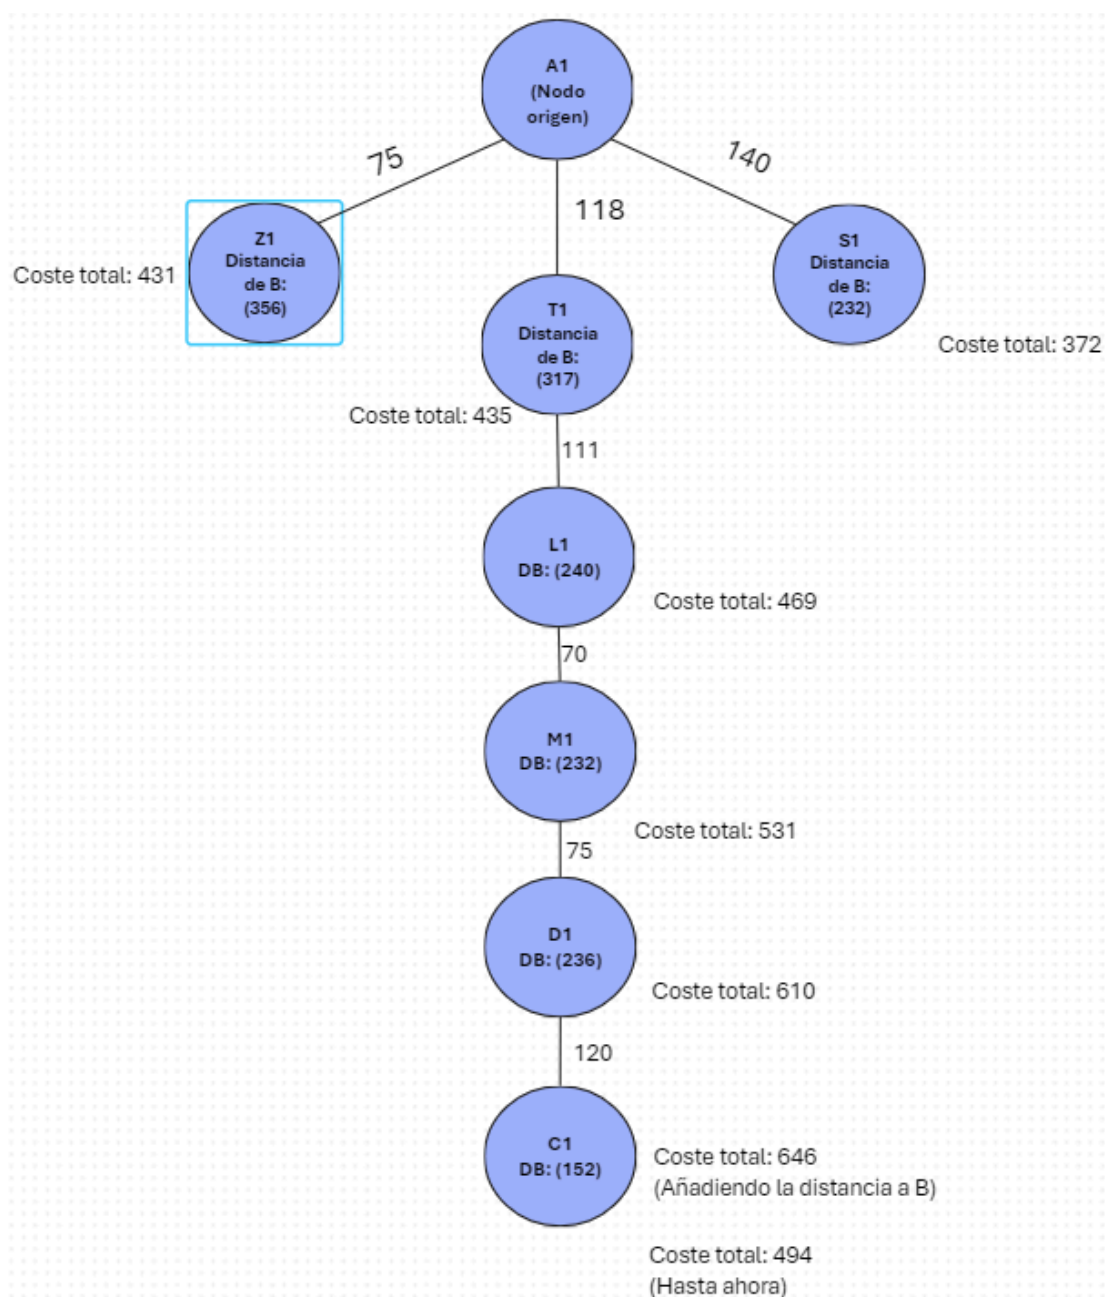 A1
(Nodo
origen)
75
118
140
Z1
Distancia
de B:
(356)
Coste total: 431
S1
Distancia
de B:
(232)
Coste total: 372
T1
Distancia
de B:
(317)
Coste total: 435
111
L1
DB: (240)
Coste total: 469
70
M1
DB: (232)
Coste total: 531
75
D1
DB: (236)
Coste total: 610
120
C1
DB: (152)
Coste total: 646
(Añadiendo la distancia a B)
Coste total: 494
(Hasta ahora)